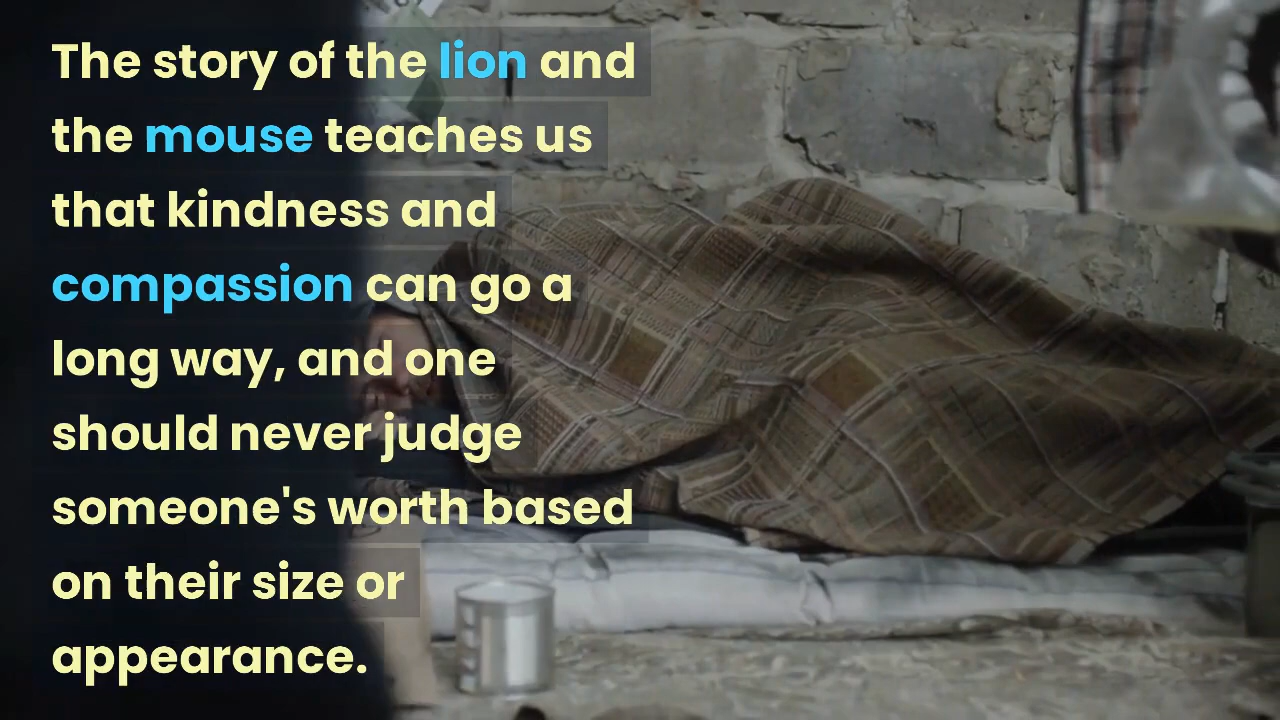 The story of the lion and
the mouse teaches us
that kindness and
compassion can go a
long way, and one
should never judge
someone's worth based
on their size or
appearance.